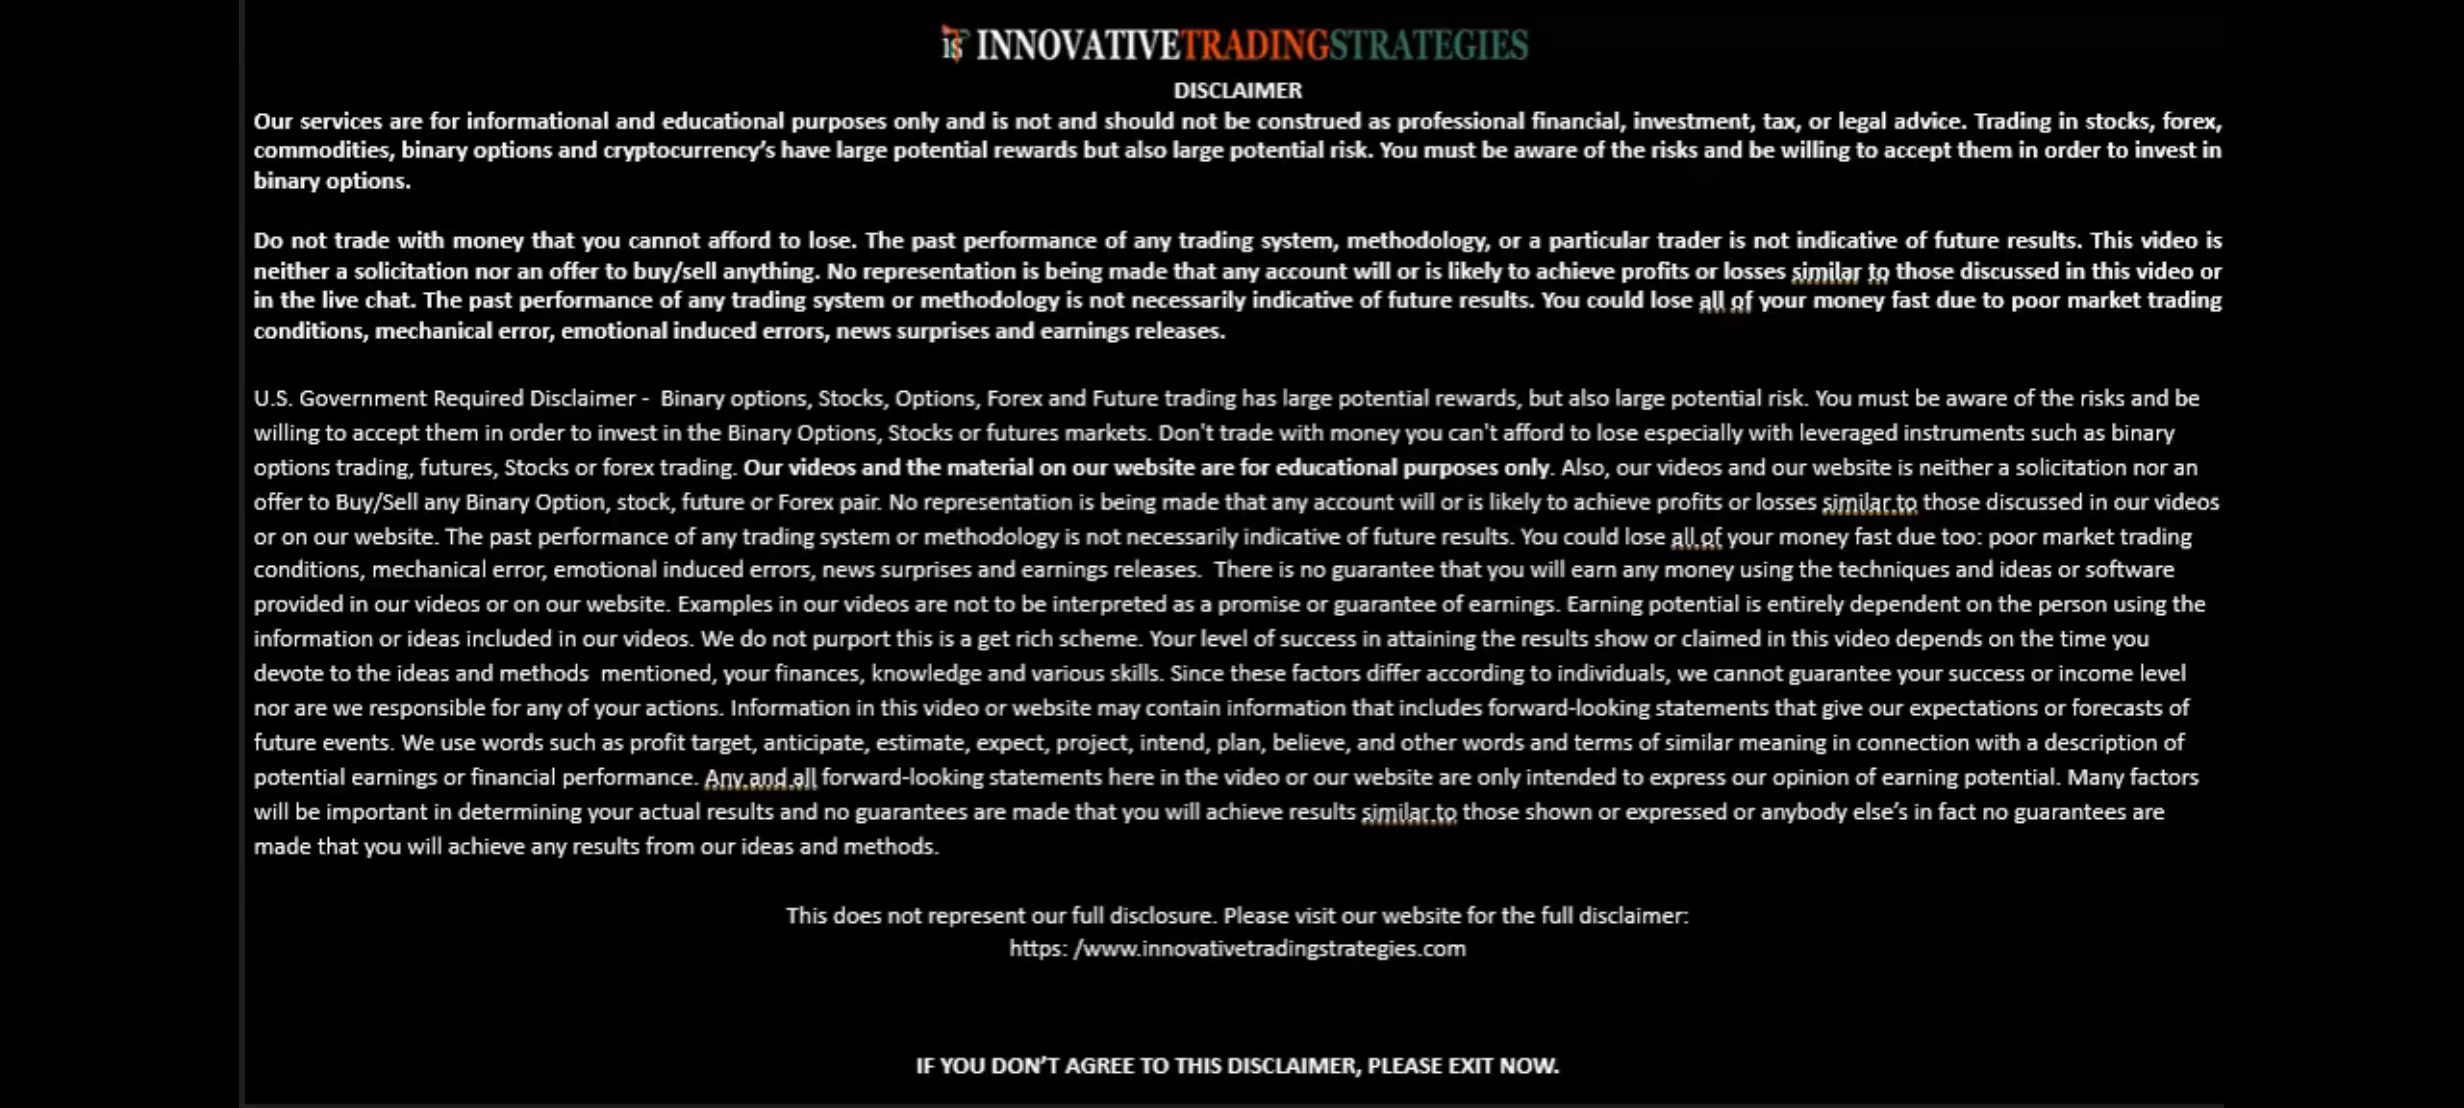 its INNOVATIVETRADINGSTRATEGIES
DISCLAIMER
Our services are for informational and educational purposes only and is not and should not be construed as professional financial, investment, tax, or legal advice. Trading in stocks, forex,
commodities, binary options and cryptocurrency’s have large potential rewards but also large potential risk. You must be aware of the risks and be willing to accept them in order to invest in
binary options.
Do not trade with money that you cannot afford to lose. The past performance of any trading system, methodology, or a particular trader is not indicative of future results. This video is
neither a solicitation nor an offer to buy/sell anything. No representation is being made that any account will or is likely to achieve profits or losses similar to those discussed in this video or
in the live chat. The past performance of any trading system or methodology is not necessarily indicative of future results. You could lose all of your money fast due to poor market trading
conditions, mechanical error, emotional induced errors, news surprises and earnings releases.
U.S. Government Required Disclaimer - Binary options, Stocks, Options, Forex and Future trading has large potential rewards, but also large potential risk. You must be aware of the risks and be
willing to accept them in order to invest in the Binary Options, Stocks or futures markets. Don't trade with money you can't afford to lose especially with leveraged instruments such as binary
options trading, futures, Stocks or forex trading. Our videos and the material on our website are for educational purposes only. Also, our videos and our website is neither a solicitation nor an
offer to Buy/Sell any Binary Option, stock, future or Forex pair. No representation is being made that any account will or is likely to achieve profits or losses similar to those discussed in our videos
or on our website. The past performance of any trading system or methodology is not necessarily indicative of future results. You could lose all of your money fast due too: poor market trading
conditions, mechanical error, emotional induced errors, news surprises and earnings releases. There is no guarantee that you will earn any money using the techniques and ideas or software
provided in our videos or on our website. Examples in our videos are not to be interpreted as a promise or guarantee of earnings. Earning potential is entirely dependent on the person using the
information or ideas included in our videos. We do not purport this is a get rich scheme. Your level of success in attaining the results show or claimed in this video depends on the time you
devote to the ideas and methods mentioned, your finances, knowledge and various skills. Since these factors differ according to individuals, we cannot guarantee your success or income level
nor are we responsible for any of your actions. Information in this video or website may contain information that includes forward-looking statements that give our expectations or forecasts of
future events. We use words such as profit target, anticipate, estimate, expect, project, intend, plan, believe, and other words and terms of similar meaning in connection with a description of
potential earnings or financial performance. Any and all forward-looking statements here in the video or our website are only intended to express our opinion of earning potential. Many factors
will be important in determining your actual results and no guarantees are made that you will achieve results similar to those shown or expressed or anybody else’s in fact no guarantees are
made that you will achieve any results from our ideas and methods.
This does not represent our full disclosure. Please visit our website for the full disclaimer:
https: /www.innovativetradingstrategies.com
IF YOU DON’T AGREE TO THIS DISCLAIMER, PLEASE EXIT NOW.